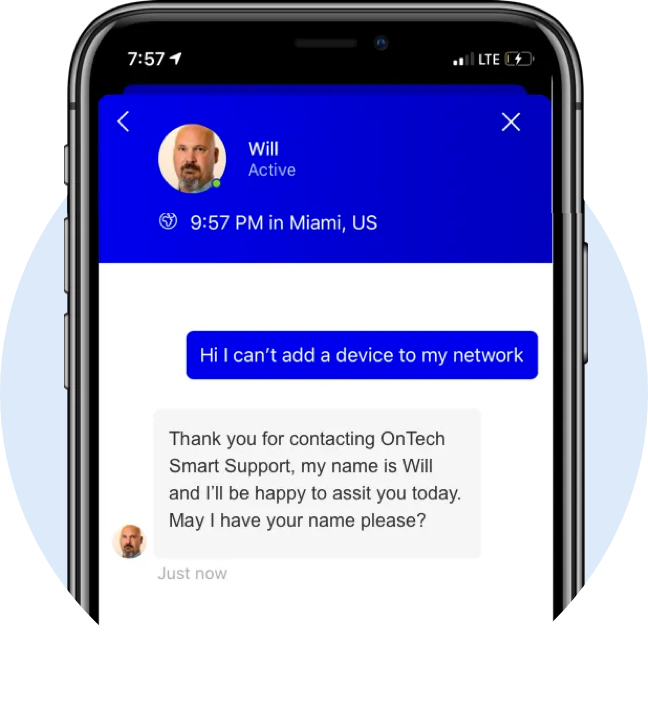 7:57
LTE
Will
Active
9:57 PM in Miami, US
Hi I can't add a device to my network
Thank you for contacting OnTech
Smart Support, my name is Will
and I'll be happy to assit you today.
May I have your name please?
Just now